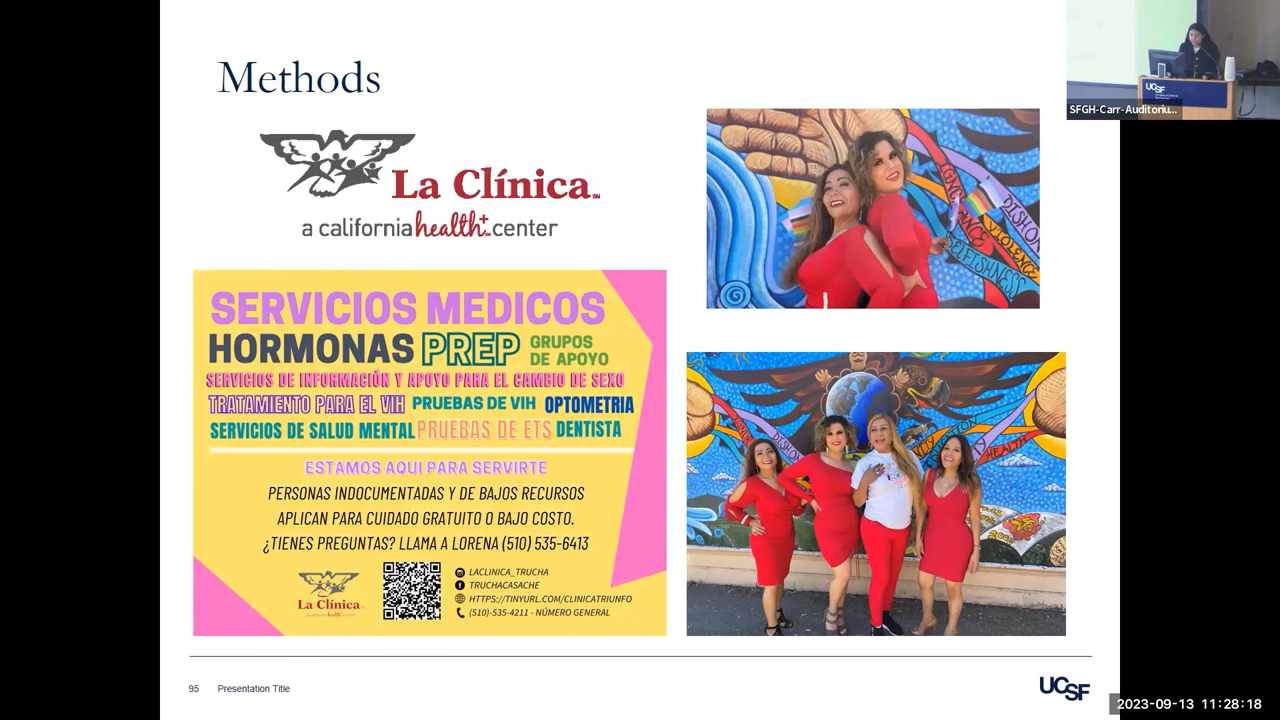 Methods
La Clínica
a california health+ center
SERVICIOS MEDICOS
HORMONAS PREP GRUPOS DE APOYO
SERVICIOS DE INFORMACIÓN Y APOYO PARA EL CAMBIO DE SEXO
TRATAMIENTO PARA EL VIH PRUEBAS DE VIH OPTOMETRIA
SERVICIOS DE SALUD MENTAL PRUEBAS DE ETS DENTISTA
ESTAMOS AQUI PARA SERVIRTE
PERSONAS INDOCUMENTADAS Y DE BAJOS RECURSOS
APLICAN PARA CUIDADO GRATUITO O BAJO COSTO.
¿TIENES PREGUNTAS? LLAMA A LORENA (510) 535-6413
La Clínica
LACLINICA_TRUCHA
TRUCHACASACHE
HTTPS://TINYURL.COM/CLINICATRIUNFO
(510)-535-4211 - NÚMERO GENERAL
IGNORANCE
DISHON
VIOLENCE
SELFISHNESS
HEALTH
95 Presentation Title
UCSF
UCSF
SFGH-Carr-Auditoriu...
2023-09-13 11:28:18